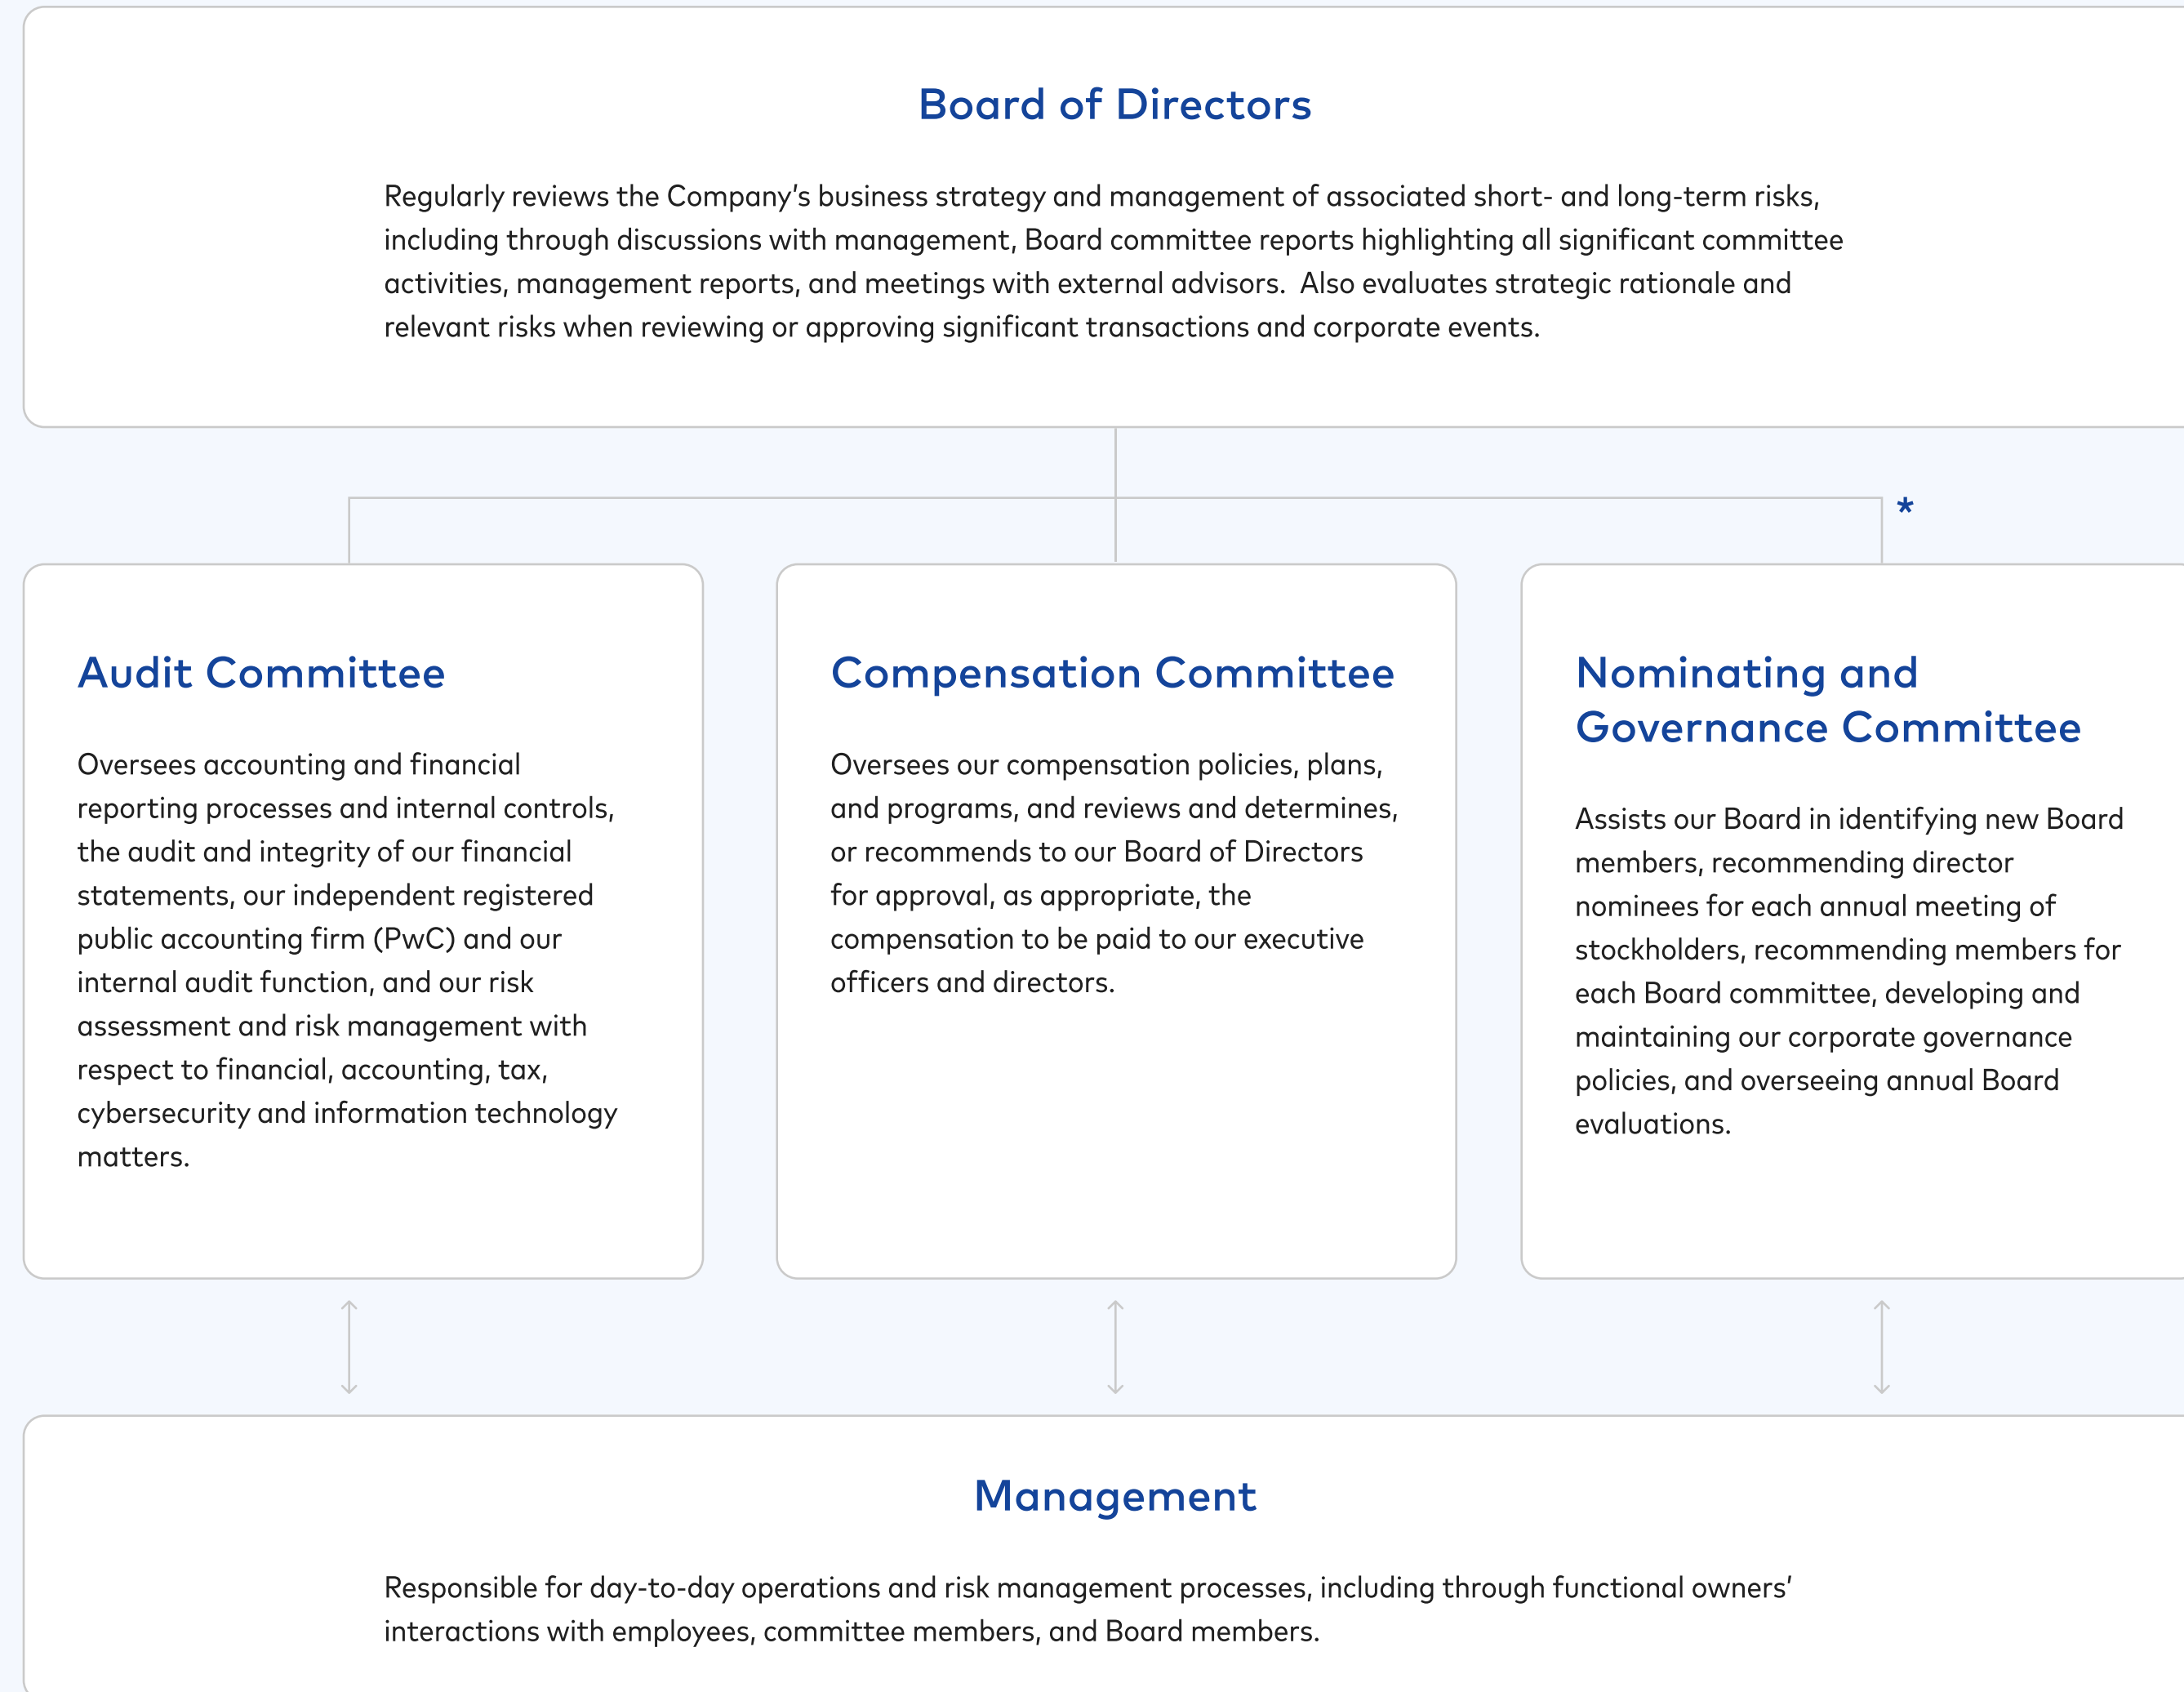 Board of Directors
Regularly reviews the Company’s business strategy and management of associated short- and long-term risks,
including through discussions with management, Board committee reports highlighting all significant committee
activities, management reports, and meetings with external advisors.  Also evaluates strategic rationale and
relevant risks when reviewing or approving significant transactions and corporate events.
*
Audit Committee
Oversees accounting and financial
reporting processes and internal controls,
the audit and integrity of our financial
statements, our independent registered
public accounting firm (PwC) and our
internal audit function, and our risk
assessment and risk management with
respect to financial, accounting, tax,
cybersecurity and information technology
matters.
Compensation Committee
Oversees our compensation policies, plans,
and programs, and reviews and determines,
or recommends to our Board of Directors
for approval, as appropriate, the
compensation to be paid to our executive
officers and directors.
Nominating and
Governance Committee
Assists our Board in identifying new Board
members, recommending director
nominees for each annual meeting of
stockholders, recommending members for
each Board committee, developing and
maintaining our corporate governance
policies, and overseeing annual Board
evaluations.
Management
Responsible for day-to-day operations and risk management processes, including through functional owners’
interactions with employees, committee members, and Board members.